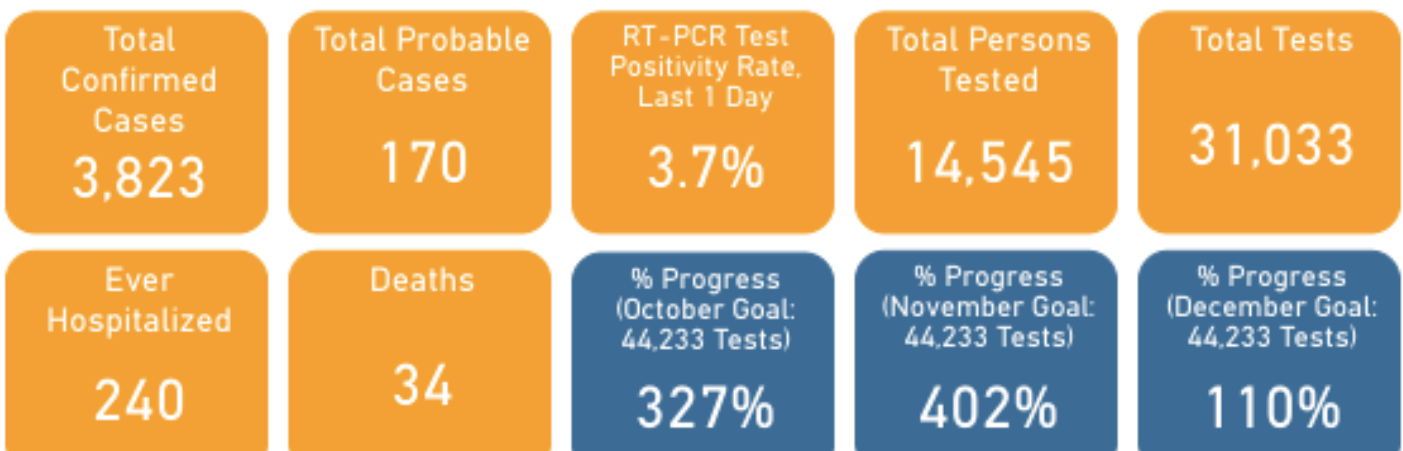 Total
Confirmed
Cases
3,823
Total Probable
Cases
170
RT-PCR Test
Positivity Rate,
Last 1 Day
3.7%
Total Persons
Tested
14,545
Total Tests
31,033
Ever
Hospitalized
240
Deaths
34
% Progress
(October Goal:
44,233 Tests)
327%
% Progress
(November Goal:
44,233 Tests)
402%
% Progress
(December Goal:
44,233 Tests)
110%